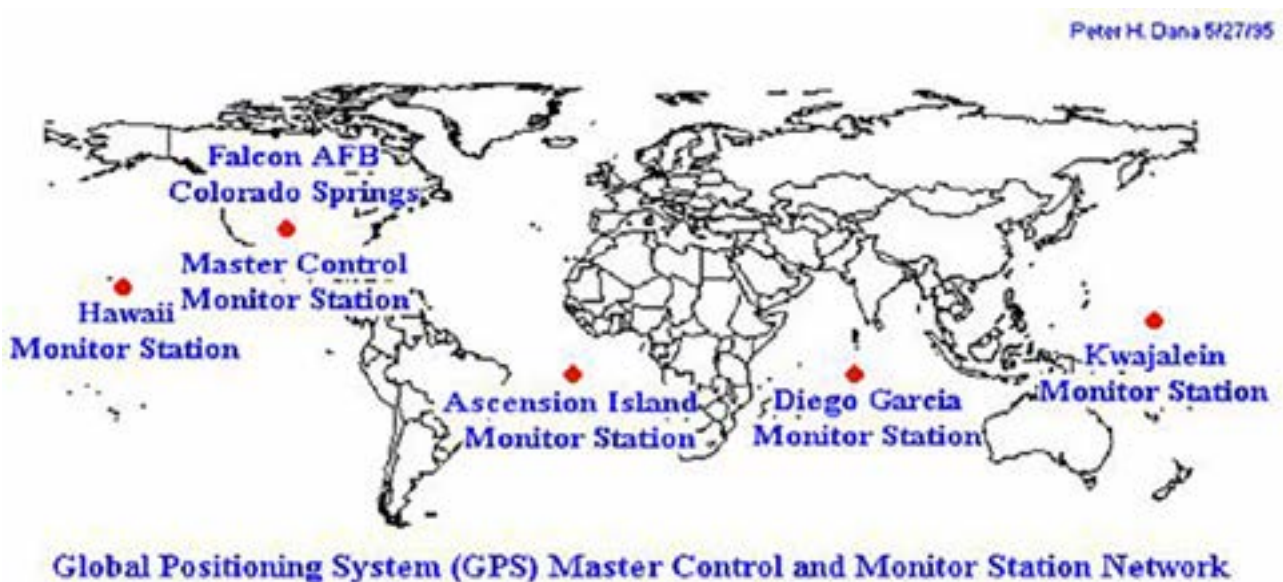 Peter H. Dana 5/27/95
Falcon AFB
Colorado Springs
Master Control
Monitor Station
Hawaii
Monitor Station
Ascension Island
Monitor Station
Diego Garcia
Monitor Station
Kwajalein
Monitor Station
Global Positioning System (GPS) Master Control and Monitor Station Network